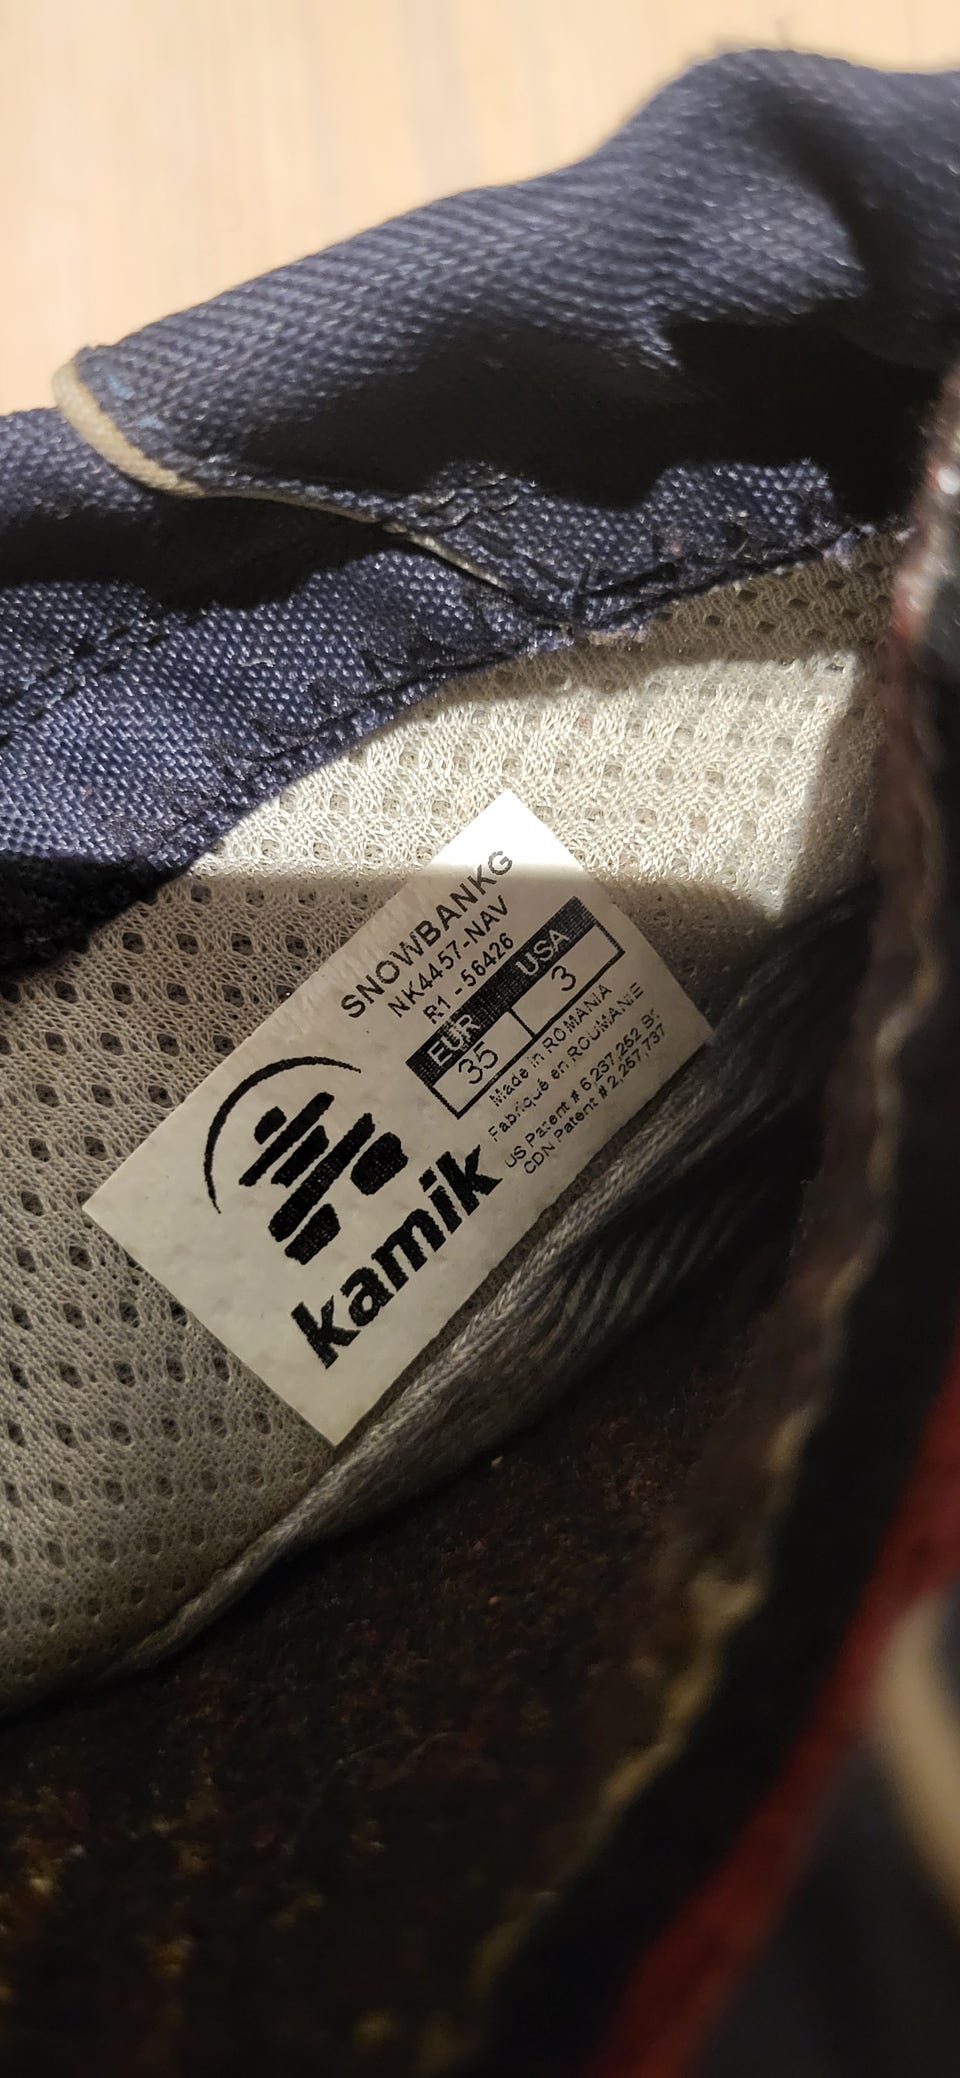 SNOWBANKG
NK4457-NAV
R1 - 56426
EUR USA
35 3
Made in ROMANIA
Fabriqué en ROUMANIE
US Patent # 6,237,252 B1
CDN Patent # 2,257,737
kamik